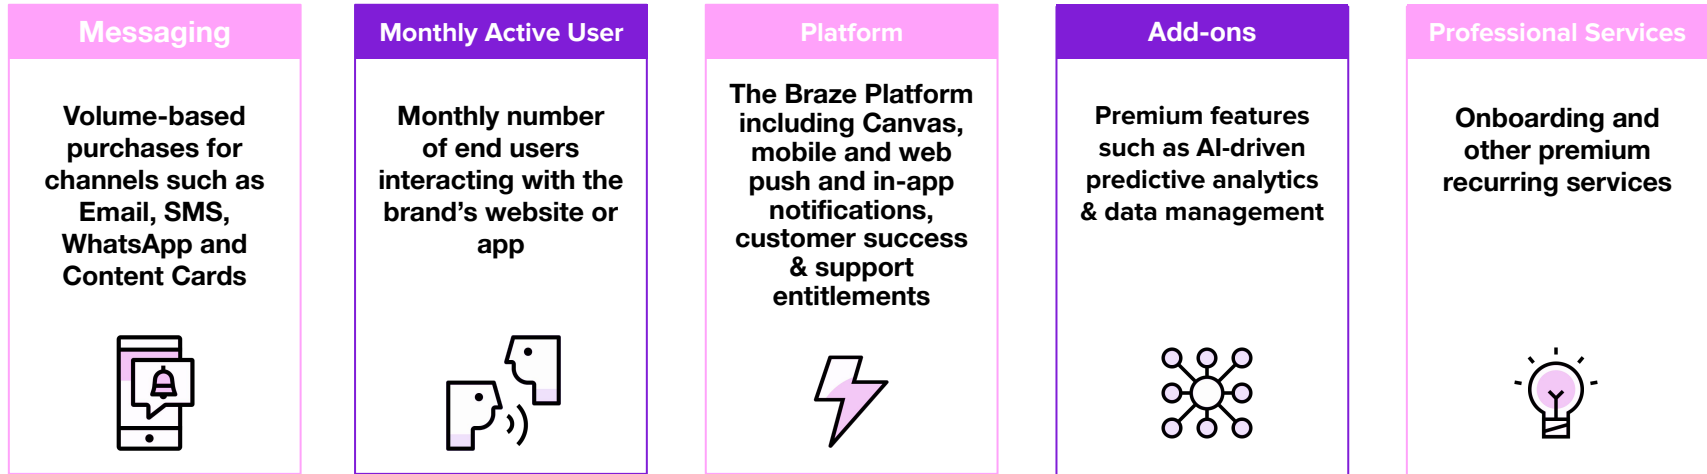 Messaging
Volume-based
purchases for
channels such as
Email, SMS,
WhatsApp and
Content Cards
Monthly Active User
Monthly number
of end users
interacting with the
brand’s website or
app
Platform
The Braze Platform
including Canvas,
mobile and web
push and in-app
notifications,
customer success
& support
entitlements
Add-ons
Premium features
such as AI-driven
predictive analytics
& data management
Professional Services
Onboarding and
other premium
recurring services